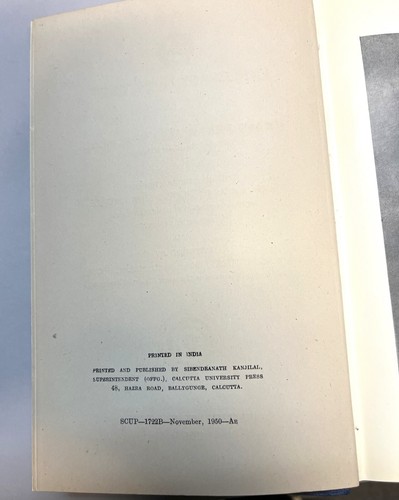 PRINTED IN INDIA
PRINTED AND PUBLISHED BY SIBENDRANATH KANJILAL,
SUPERINTENDENT (OFFG.), CALCUTTA UNIVERSITY PRESS
48, HAZRA ROAD, BALLYGUNGE, CALCUTTA.
SCUP—1722B—November, 1950—An